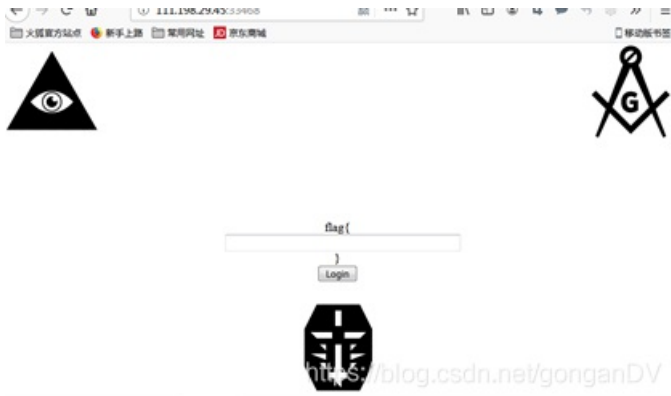 111.198.29.45:33468
火狐官方站点 新手上路 常用网址 JD 京东商城 移动版书签
G
flag{
}
Login
https://blog.csdn.net/gonganDV